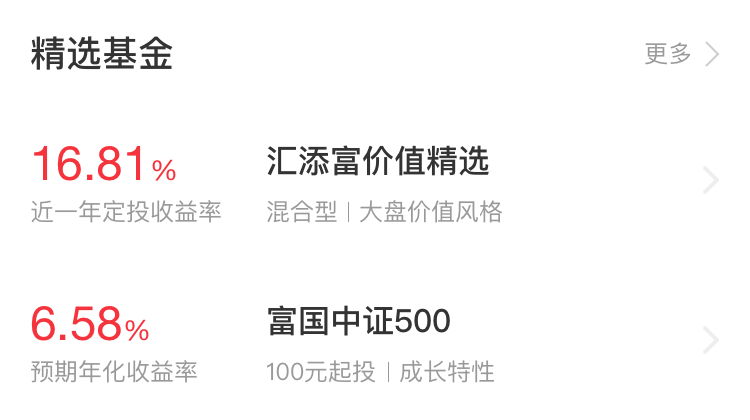 精选基金
更多
16.81%
汇添富价值精选
近一年定投收益率
混合型 | 大盘价值风格
6.58%
富国中证500
预期年化收益率
100元起投 | 成长特性